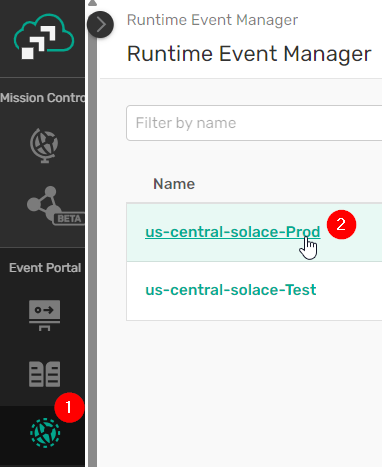 Runtime Event Manager
Runtime Event Manager
Mission Contro
Filter by name
BETA
Name
Event Portal
us-central-solace-Prod
2
us-central-solace-Test
1